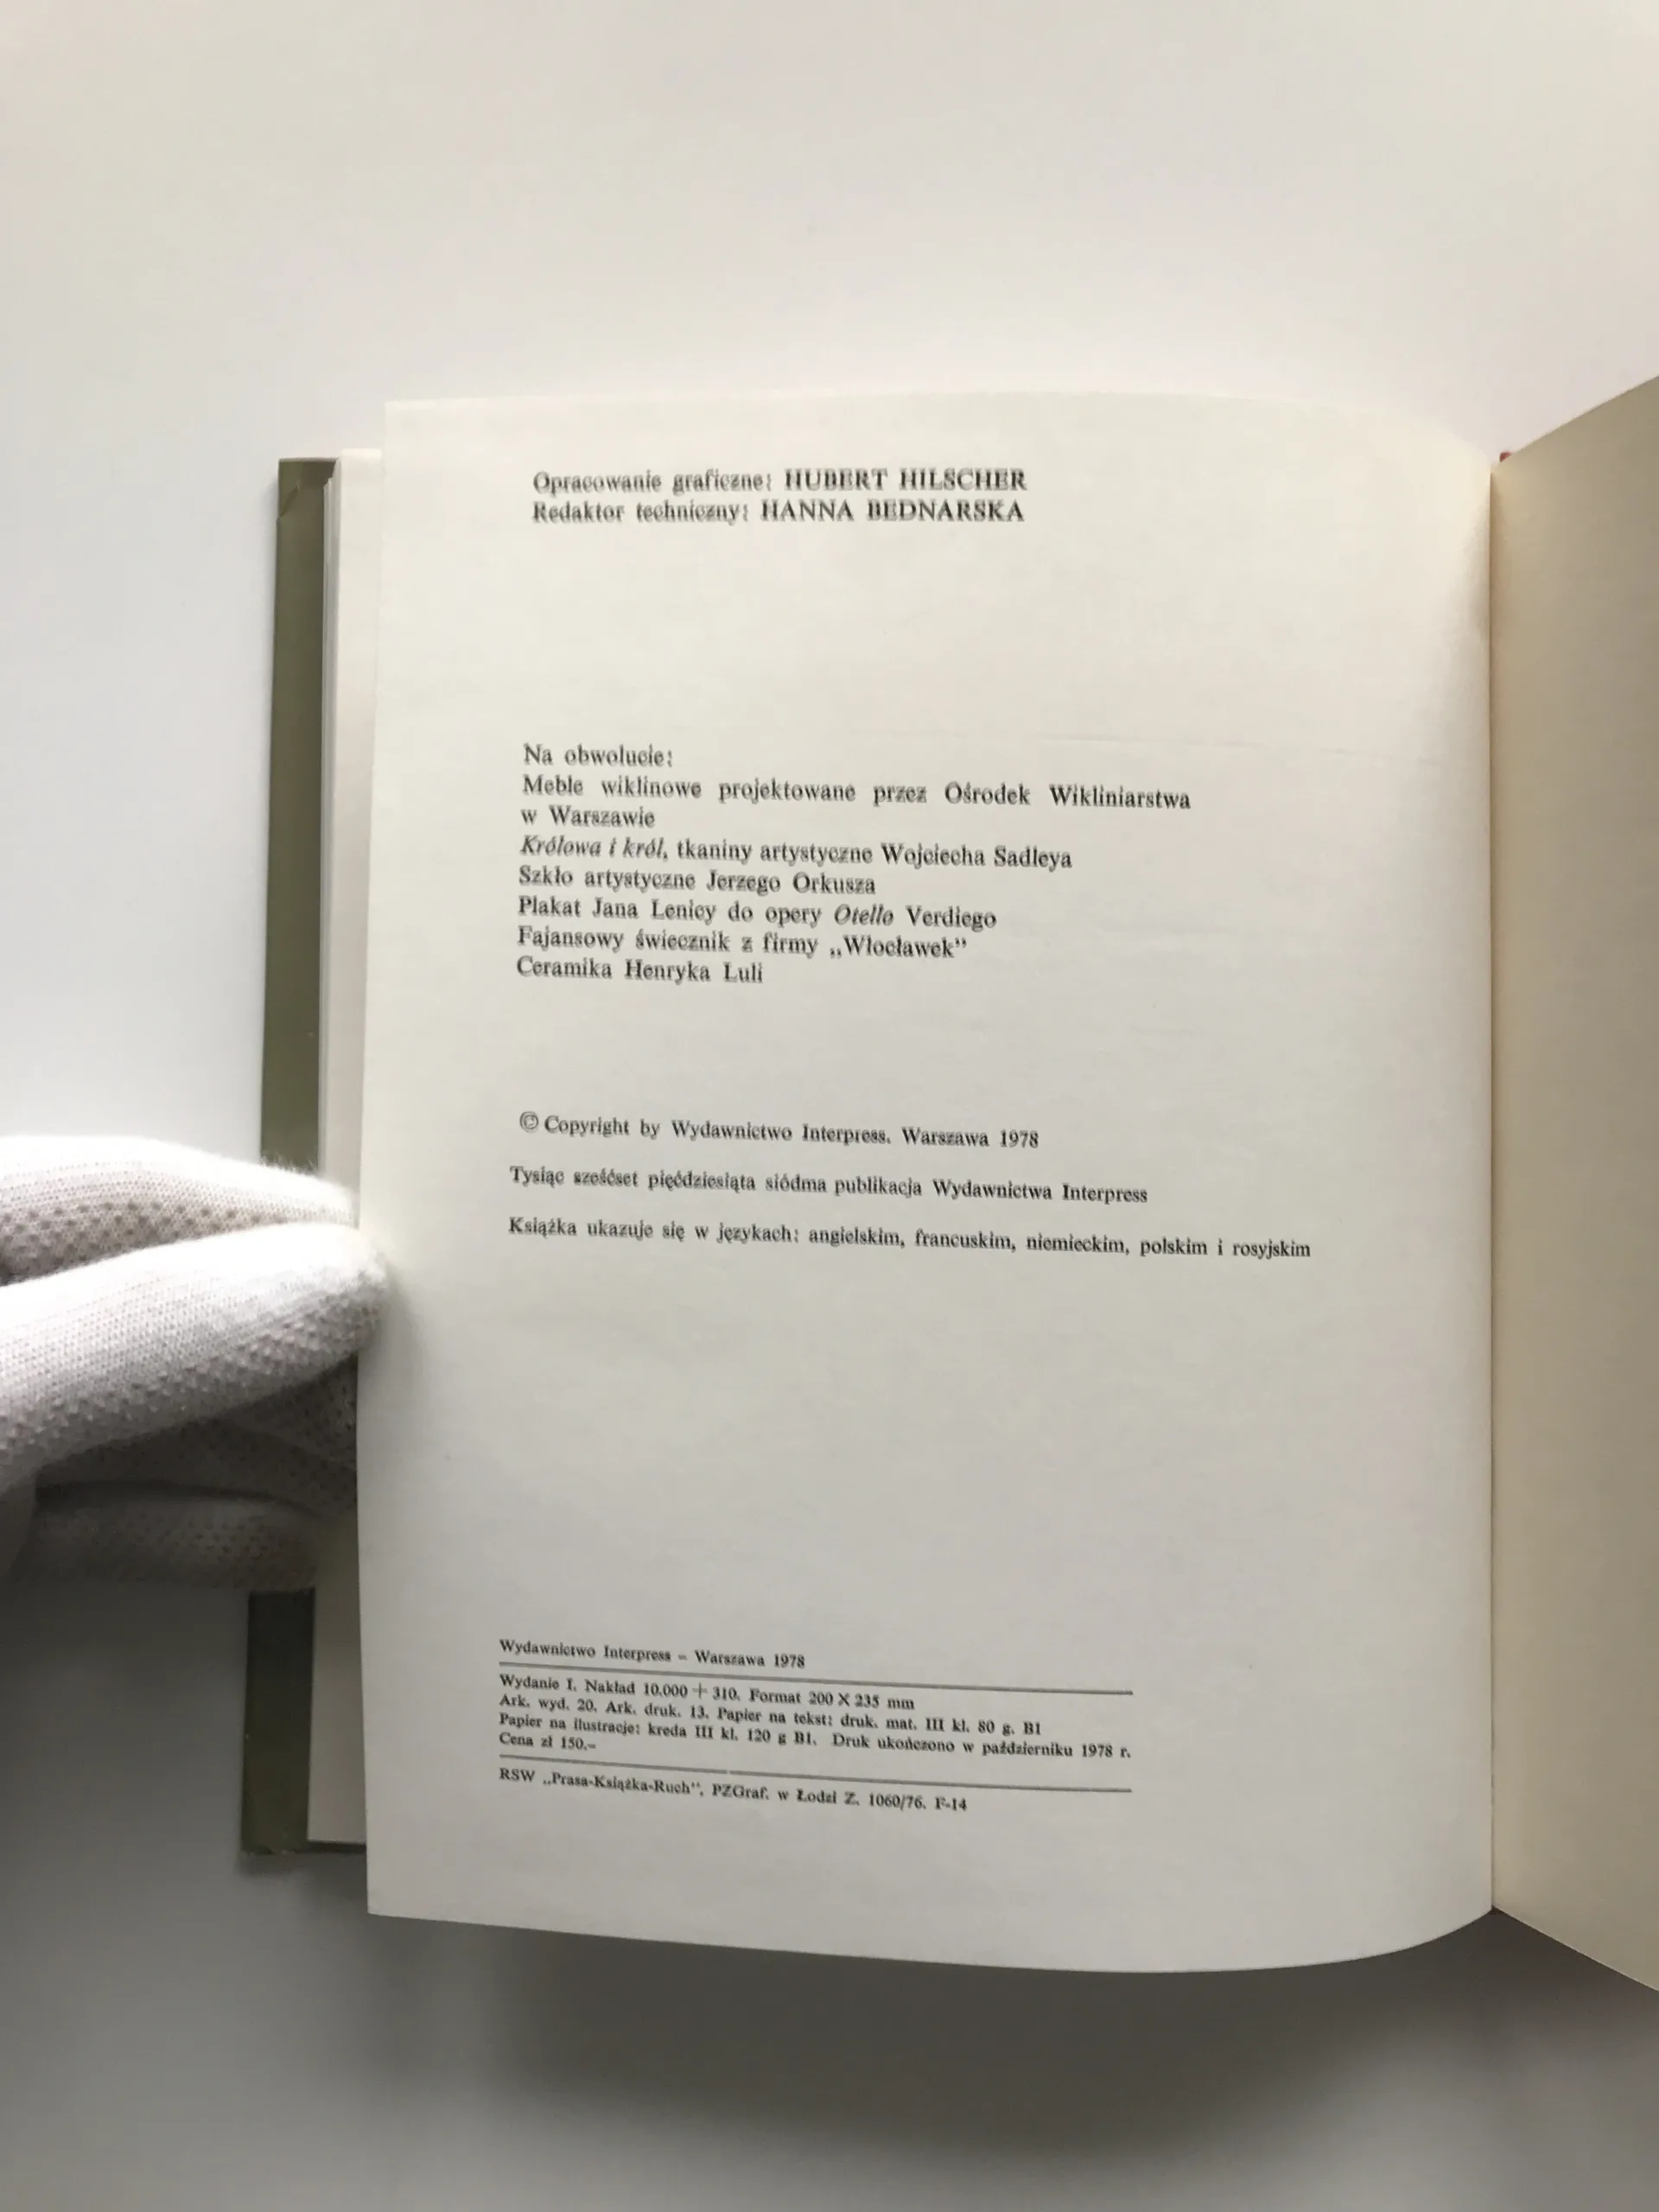 Opracowanie graficzne: HUBERT HILSCHER
Redaktor techniczny: HANNA BEDNARSKA
Na obwolucie:
Meble wiklinowe projektowane przez Ośrodek Wikliniarstwa
w Warszawie
Królowa i król, tkaniny artystyczne Wojciecha Sadleya
Szkło artystyczne Jerzego Orkusza
Plakat Jana Lenicy do opery Otello Verdiego
Fajansowy świecznik z firmy „Włocławek”
Ceramika Henryka Luli
© Copyright by Wydawnictwo Interpress. Warszawa 1978
Tysiąc sześćset pięćdziesiąta siódma publikacja Wydawnictwa Interpress
Książka ukazuje się w językach: angielskim, francuskim, niemieckim, polskim i rosyjskim
Wydawnictwo Interpress – Warszawa 1978
Wydanie I. Nakład 10.000 + 310. Format 200 X 235 mm
Ark. wyd. 20. Ark. druk. 13. Papier na tekst: druk. mat. III kl. 80 g. B1
Papier na ilustracje: kreda III kl. 120 g B1. Druk ukończono w październiku 1978 r.
Cena zł 150.–
RSW „Prasa-Książka-Ruch”, PZGraf. w Łodzi Z. 1060/76. F-14